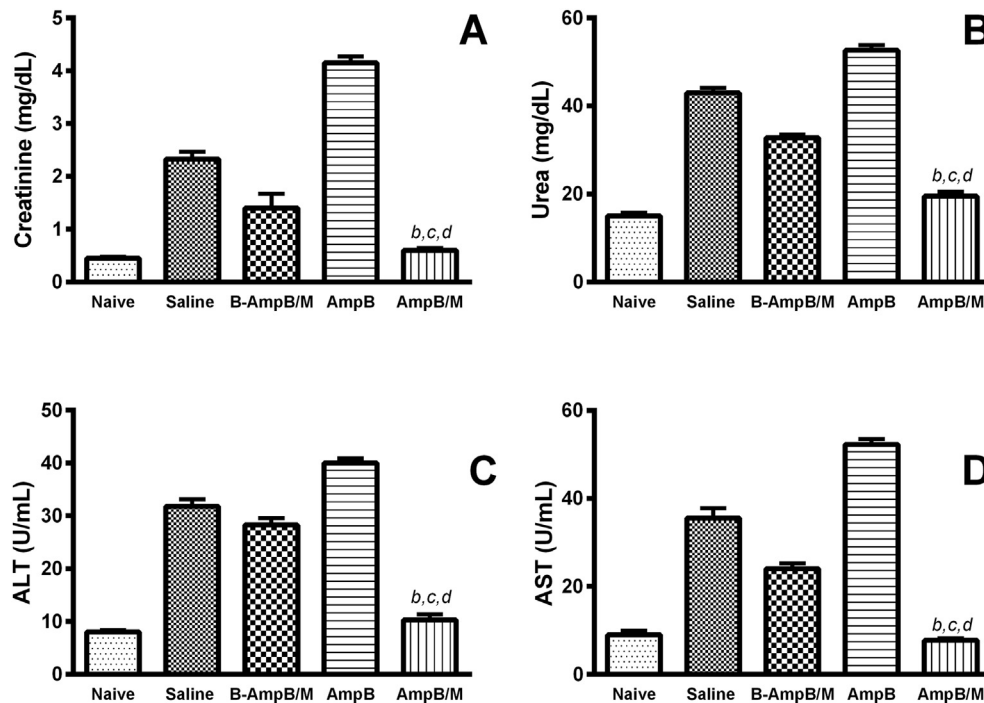 A
Creatinine (mg/dL)
5
4
3
2
1
0
b,c,d
Naive Saline B-AmpB/M AmpB AmpB/M
B
Urea (mg/dL)
60
40
20
0
b,c,d
Naive Saline B-AmpB/M AmpB AmpB/M
C
ALT (U/mL)
50
40
30
20
10
0
b,c,d
Naive Saline B-AmpB/M AmpB AmpB/M
D
AST (U/mL)
60
40
20
0
b,c,d
Naive Saline B-AmpB/M AmpB AmpB/M